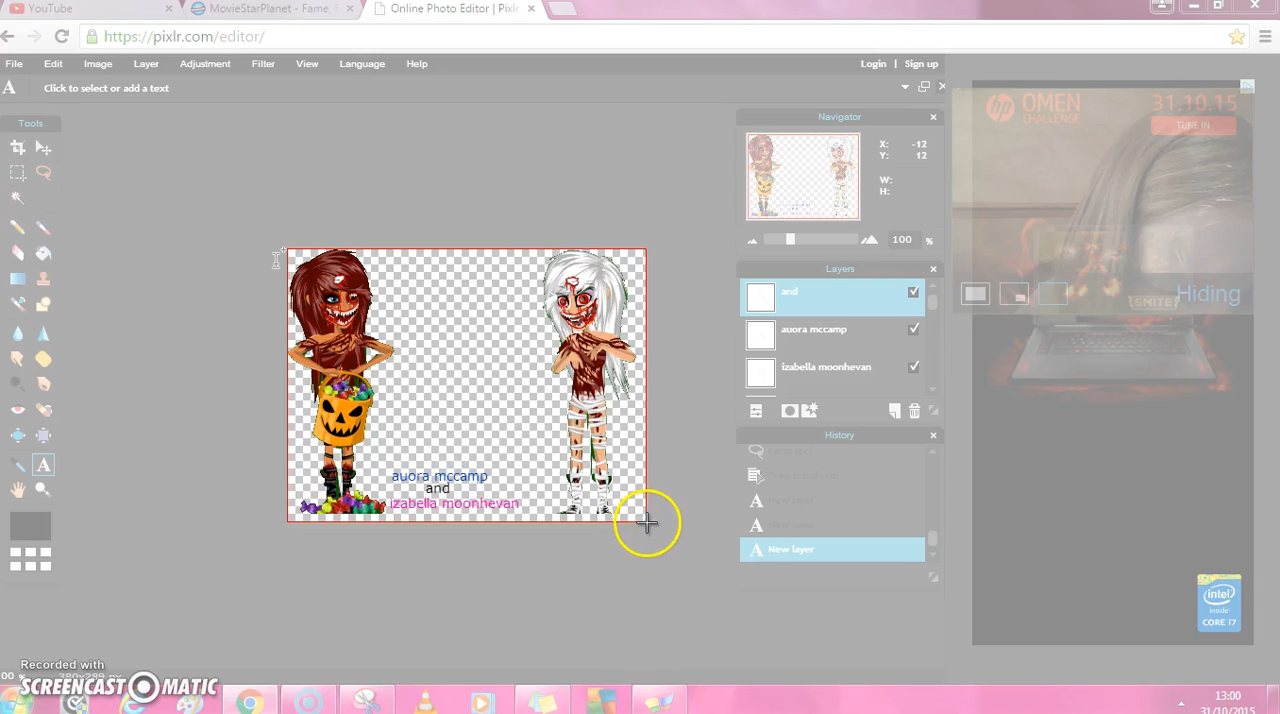 YouTube
MovieStarPlanet - Fame, F
Online Photo Editor | Pixlr
https://pixlr.com/editor/
File Edit Image Layer Adjustment Filter View Language Help
Login | Sign up
A Click to select or add a text
Tools
Navigator
X: -12
Y: 12
W:
H:
100 %
Layers
and
auora mccamp
izabella moonhevan
History
New layer
auora mccamp
and
izabella moonhevan
hp OMEN
CHALLENGE
31.10.15
TUNE IN
SMITE
Hiding
intel
inside
CORE i7
Recorded with
SCREENCAST MATIC
13:00
31/10/2015